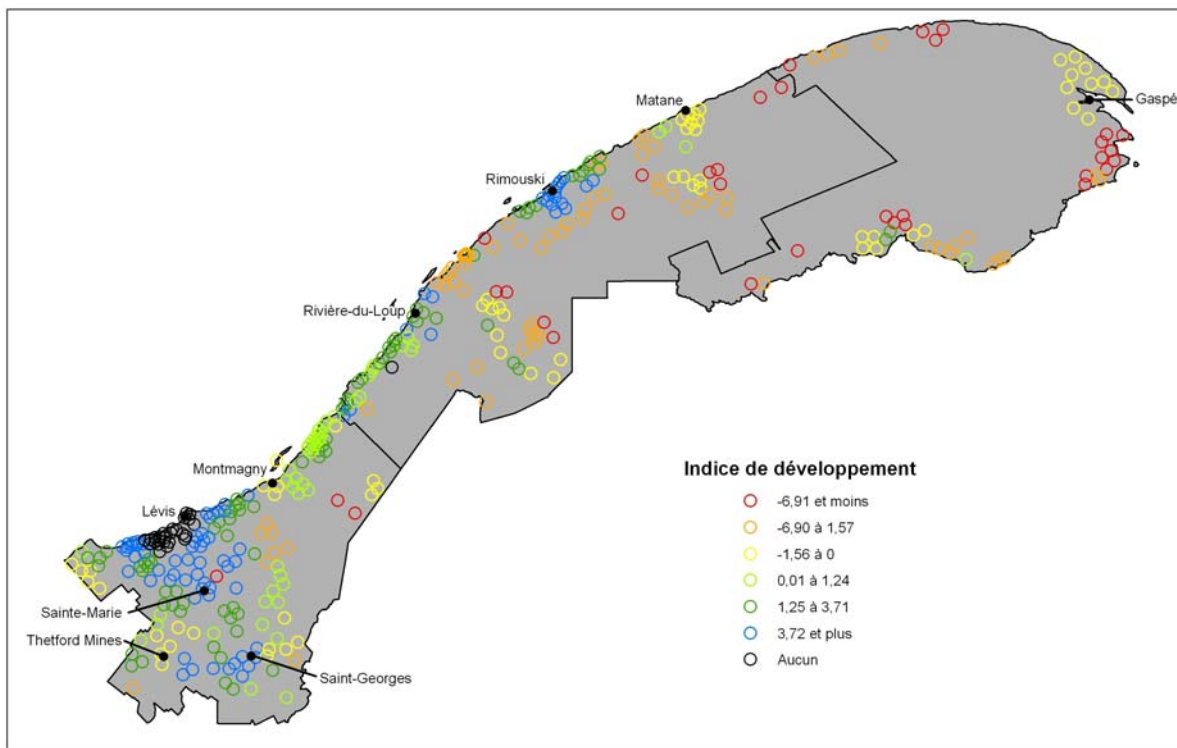 Matane
Gaspé
Rimouski
Rivière-du-Loup
Montmagny
Lévis
Sainte-Marie
Thetford Mines
Saint-Georges
Indice de développement
-6,91 et moins
-6,90 à 1,57
-1,56 à 0
0,01 à 1,24
1,25 à 3,71
3,72 et plus
Aucun